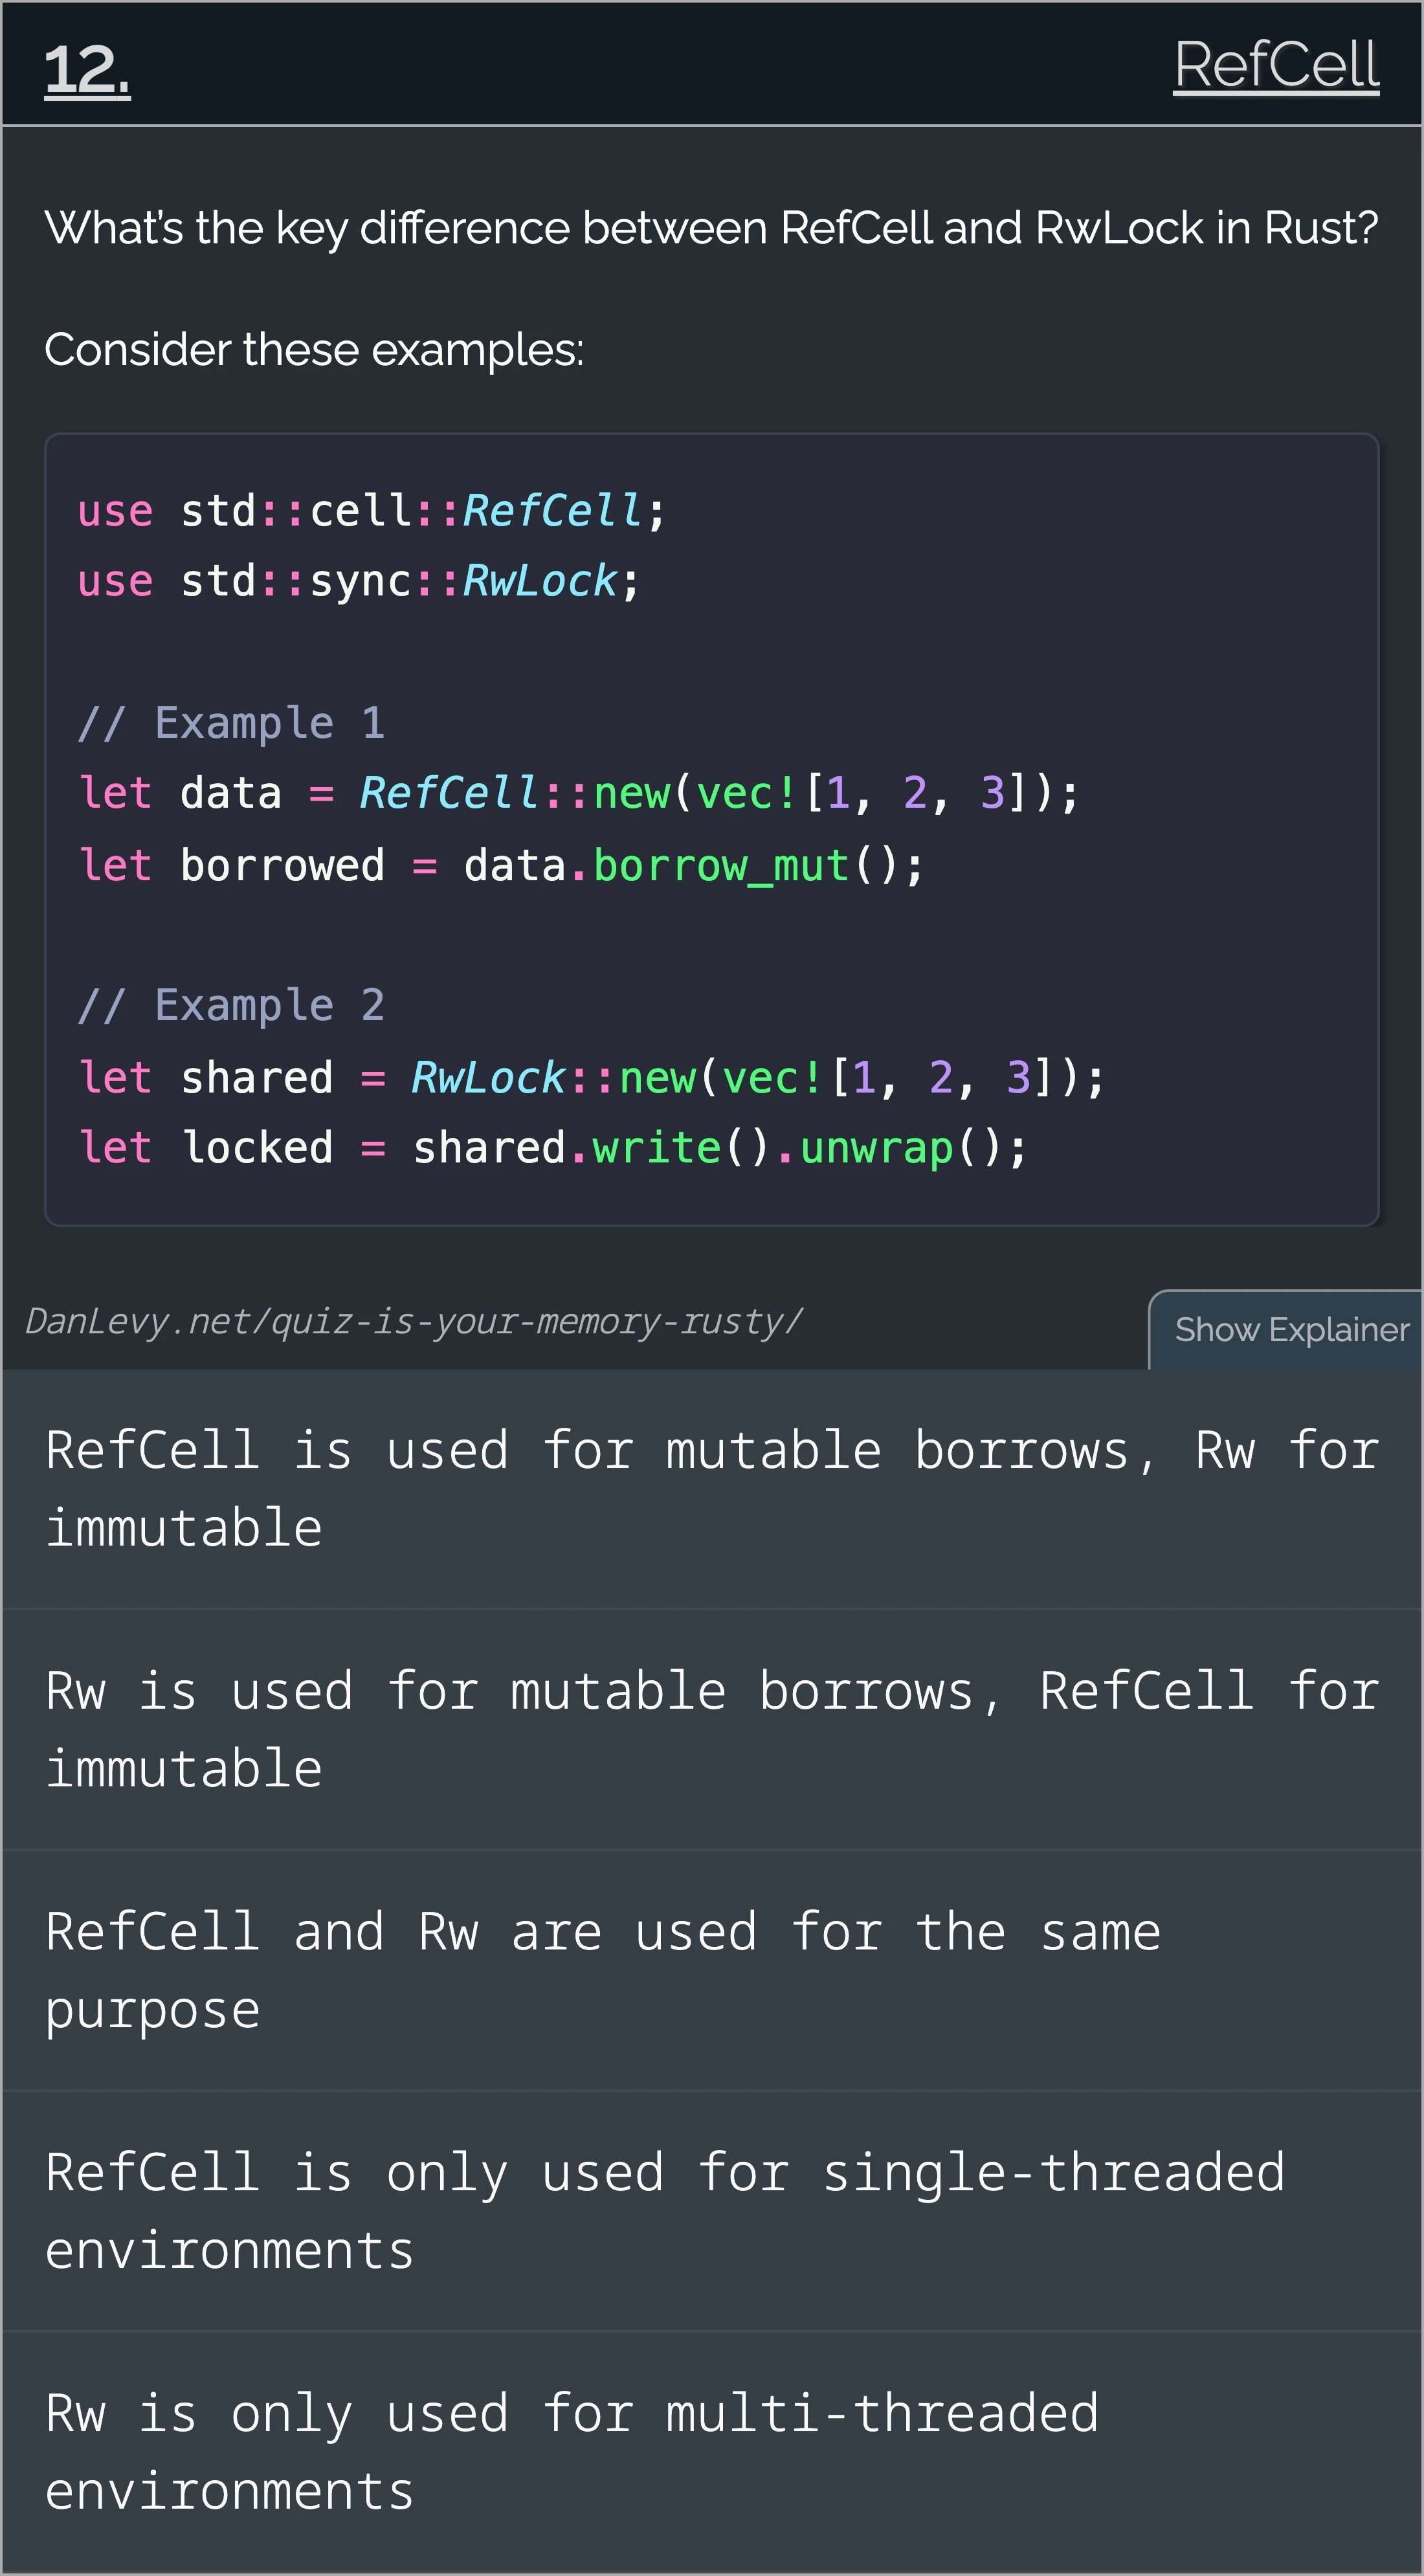 12.
RefCell
What’s the key difference between RefCell and RwLock in Rust?
Consider these examples:
use std::cell::RefCell;
use std::sync::RwLock;
// Example 1
let data = RefCell::new(vec![1, 2, 3]);
let borrowed = data.borrow_mut();
// Example 2
let shared = RwLock::new(vec![1, 2, 3]);
let locked = shared.write().unwrap();
DanLevy.net/quiz-is-your-memory-rusty/
Show Explainer
RefCell is used for mutable borrows, Rw for
immutable
Rw is used for mutable borrows, RefCell for
immutable
RefCell and Rw are used for the same
purpose
RefCell is only used for single-threaded
environments
Rw is only used for multi-threaded
environments